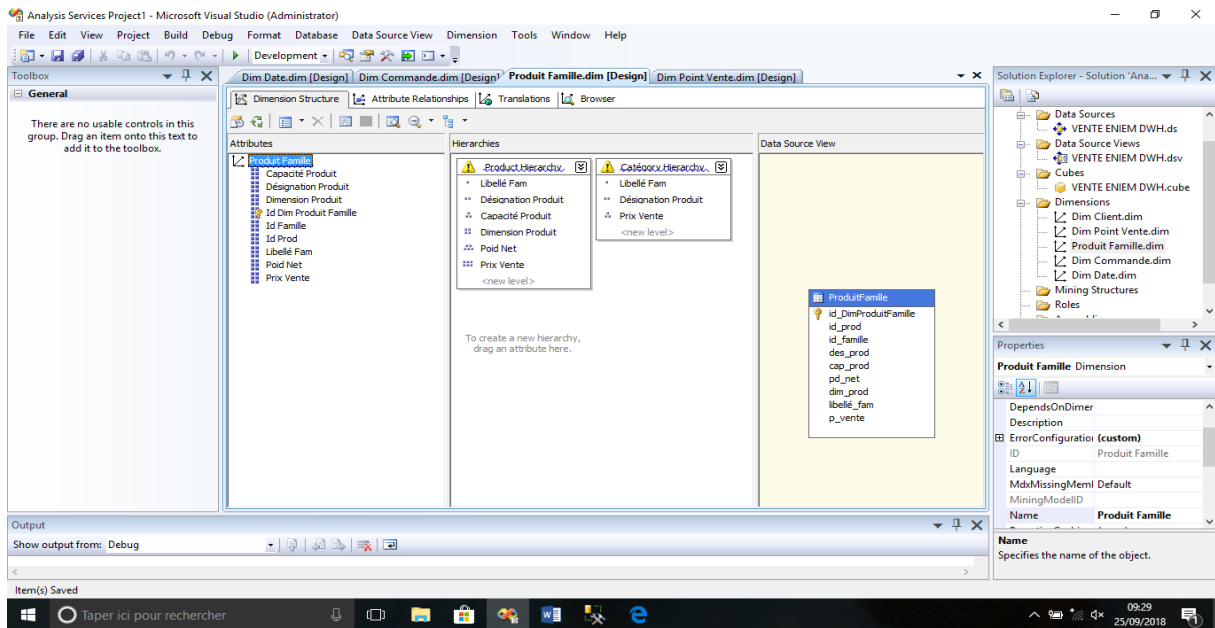 Analysis Services Project1 - Microsoft Visual Studio (Administrator)
File Edit View Project Build Debug Format Database Data Source View Dimension Tools Window Help
Development
Toolbox
General
There are no usable controls in this
group. Drag an item onto this text to
add it to the toolbox.
Dim Date.dim [Design] Dim Commande.dim [Design] Produit Famille.dim [Design] Dim Point Vente.dim [Design]
Dimension Structure Attribute Relationships Translations Browser
Attributes
Produit Famille
Capacité Produit
Désignation Produit
Dimension Produit
Id Dim Produit Famille
Id Famille
Id Prod
Libellé Fam
Poid Net
Prix Vente
Hierarchies
Product Hierarchy
Libellé Fam
Désignation Produit
Capacité Produit
Dimension Produit
Poid Net
Prix Vente
<new level>
Catégory Hierarchy
Libellé Fam
Désignation Produit
Prix Vente
<new level>
To create a new hierarchy,
drag an attribute here.
Data Source View
ProduitFamille
id_DimProduitFamille
id_prod
id_famille
des_prod
cap_prod
pd_net
dim_prod
libellé_fam
p_vente
Solution Explorer - Solution 'Ana...
Data Sources
VENTE ENIEM DWH.ds
Data Source Views
VENTE ENIEM DWH.dsv
Cubes
VENTE ENIEM DWH.cube
Dimensions
Dim Client.dim
Dim Point Vente.dim
Produit Famille.dim
Dim Commande.dim
Dim Date.dim
Mining Structures
Roles
Properties
Produit Famille Dimension
DependsOnDimer
Description
ErrorConfiguratio (custom)
ID Produit Famille
Language
MdxMissingMeml Default
MiningModelID
Name Produit Famille
Name
Specifies the name of the object.
Output
Show output from: Debug
Item(s) Saved
Taper ici pour rechercher
09:29
25/09/2018